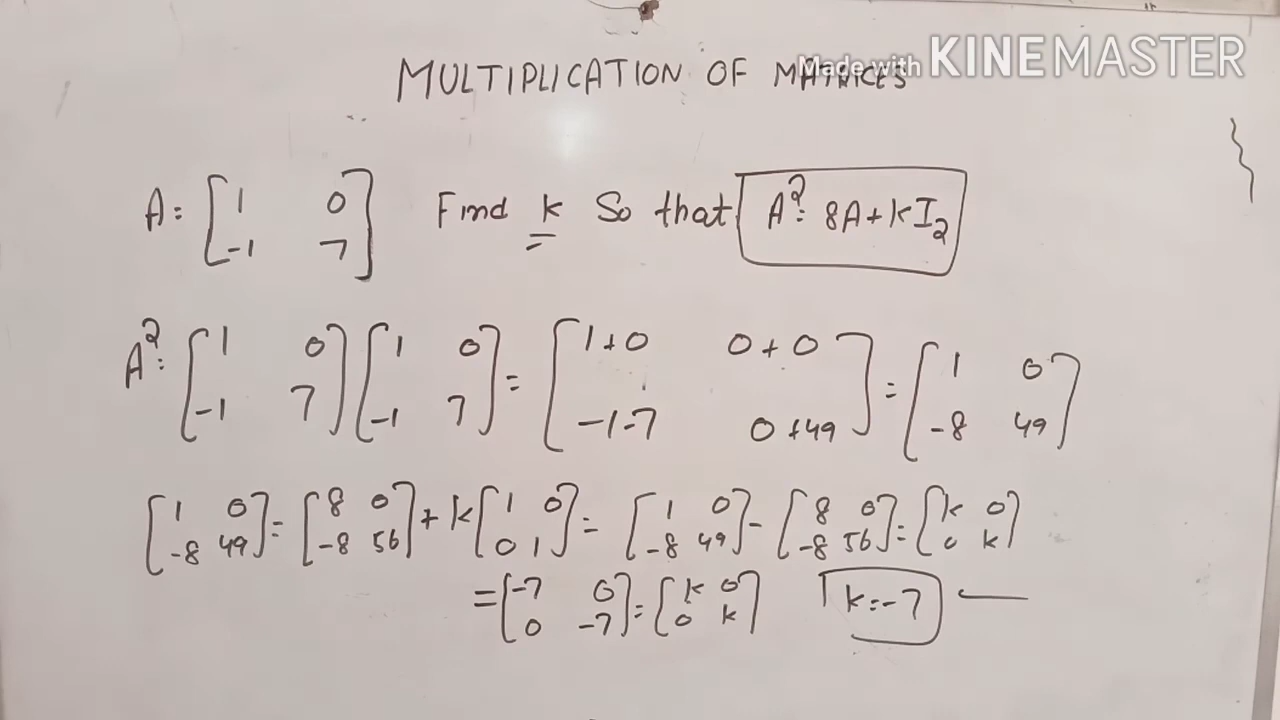 Made with KINEMASTER
MULTIPLICATION OF MATRICES
A = [1 0; -1 7] Find k So that A² = 8A + kI₂
A² = [1 0; -1 7] [1 0; -1 7] = [1+0 0+0; -1-7 0+49] = [1 0; -8 49]
[1 0; -8 49] = [8 0; -8 56] + k [1 0; 0 1] = [1 0; -8 49] - [8 0; -8 56] = [k 0; 0 k]
= [-7 0; 0 -7] = [k 0; 0 k] k = -7